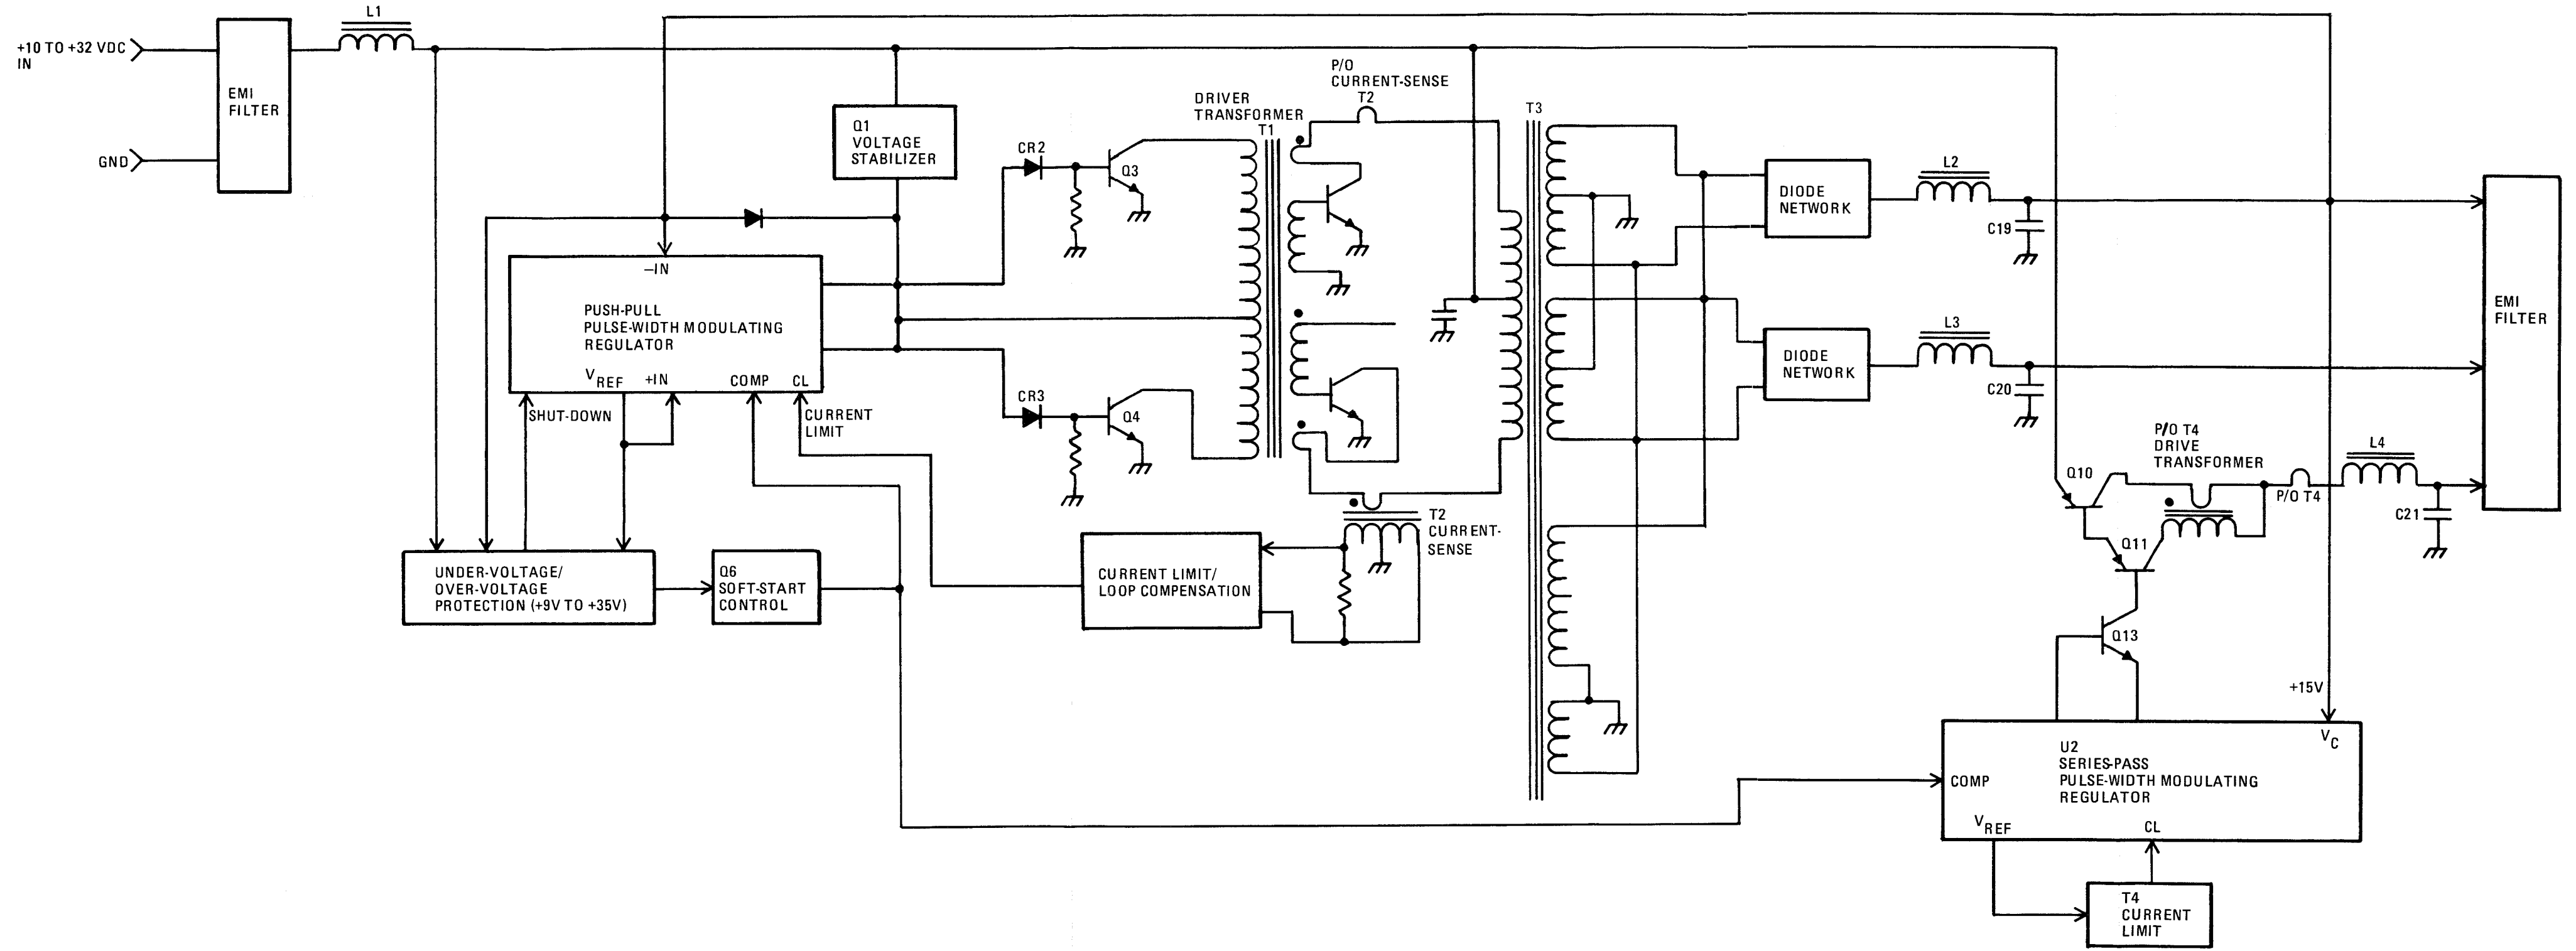 L1
+10 TO +32 VDC
IN
GND
EMI
FILTER
Q1
VOLTAGE
STABILIZER
–IN
PUSH-PULL
PULSE-WIDTH MODULATING
REGULATOR
VREF
+IN
COMP
CL
SHUT-DOWN
CURRENT
LIMIT
UNDER-VOLTAGE/
OVER-VOLTAGE
PROTECTION (+9V TO +35V)
Q6
SOFT-START
CONTROL
CR2
Q3
CR3
Q4
DRIVER
TRANSFORMER
T1
P/O
CURRENT-SENSE
T2
T2
CURRENT-
SENSE
CURRENT LIMIT/
LOOP COMPENSATION
T3
DIODE
NETWORK
L2
C19
DIODE
NETWORK
L3
C20
EMI
FILTER
P/O T4
DRIVE
TRANSFORMER
Q10
P/O T4
L4
C21
Q11
Q13
+15V
VC
U2
SERIES-PASS
PULSE-WIDTH MODULATING
REGULATOR
COMP
VREF
CL
T4
CURRENT
LIMIT